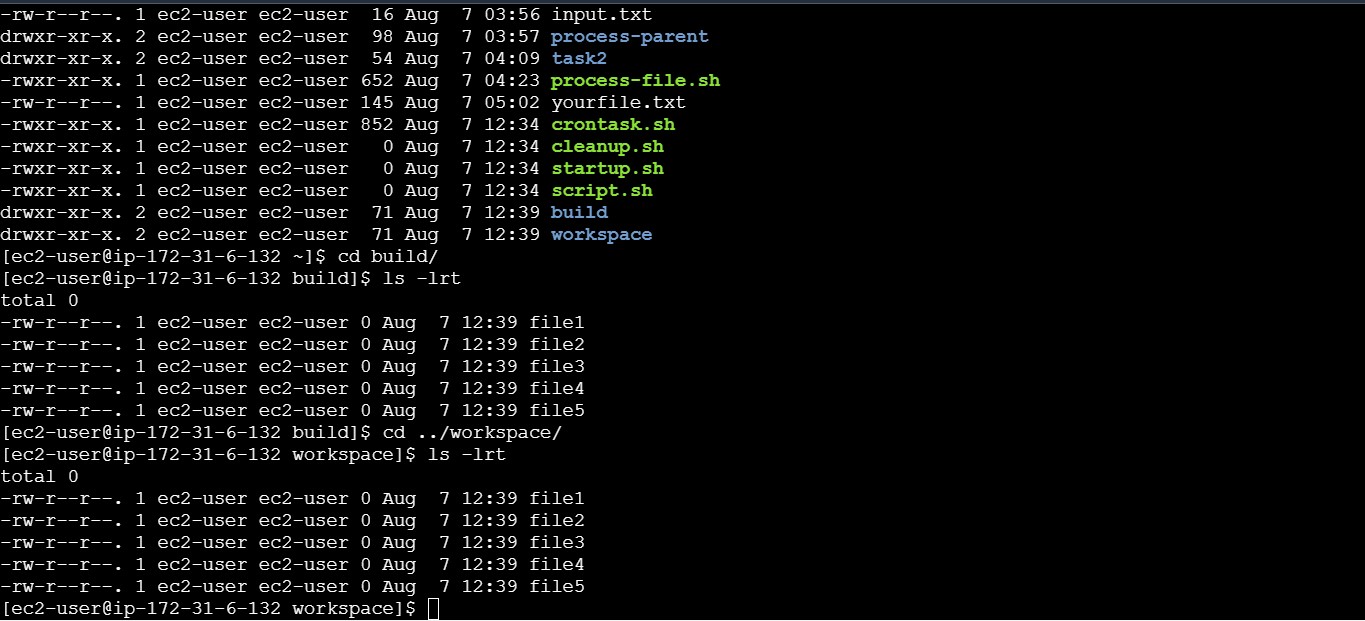 -rw-r--r--. 1 ec2-user ec2-user  16 Aug  7 03:56 input.txt
drwxr-xr-x. 2 ec2-user ec2-user  98 Aug  7 03:57 process-parent
drwxr-xr-x. 2 ec2-user ec2-user  54 Aug  7 04:09 task2
-rwxr-xr-x. 1 ec2-user ec2-user 652 Aug  7 04:23 process-file.sh
-rw-r--r--. 1 ec2-user ec2-user 145 Aug  7 05:02 yourfile.txt
-rwxr-xr-x. 1 ec2-user ec2-user 852 Aug  7 12:34 crontask.sh
-rwxr-xr-x. 1 ec2-user ec2-user   0 Aug  7 12:34 cleanup.sh
-rwxr-xr-x. 1 ec2-user ec2-user   0 Aug  7 12:34 startup.sh
-rwxr-xr-x. 1 ec2-user ec2-user   0 Aug  7 12:34 script.sh
drwxr-xr-x. 2 ec2-user ec2-user  71 Aug  7 12:39 build
drwxr-xr-x. 2 ec2-user ec2-user  71 Aug  7 12:39 workspace
[ec2-user@ip-172-31-6-132 ~]$ cd build/
[ec2-user@ip-172-31-6-132 build]$ ls -lrt
total 0
-rw-r--r--. 1 ec2-user ec2-user 0 Aug  7 12:39 file1
-rw-r--r--. 1 ec2-user ec2-user 0 Aug  7 12:39 file2
-rw-r--r--. 1 ec2-user ec2-user 0 Aug  7 12:39 file3
-rw-r--r--. 1 ec2-user ec2-user 0 Aug  7 12:39 file4
-rw-r--r--. 1 ec2-user ec2-user 0 Aug  7 12:39 file5
[ec2-user@ip-172-31-6-132 build]$ cd ../workspace/
[ec2-user@ip-172-31-6-132 workspace]$ ls -lrt
total 0
-rw-r--r--. 1 ec2-user ec2-user 0 Aug  7 12:39 file1
-rw-r--r--. 1 ec2-user ec2-user 0 Aug  7 12:39 file2
-rw-r--r--. 1 ec2-user ec2-user 0 Aug  7 12:39 file3
-rw-r--r--. 1 ec2-user ec2-user 0 Aug  7 12:39 file4
-rw-r--r--. 1 ec2-user ec2-user 0 Aug  7 12:39 file5
[ec2-user@ip-172-31-6-132 workspace]$